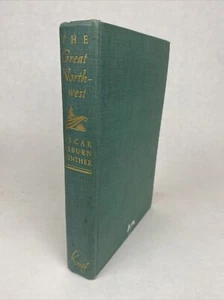 THE
Great
North-
west
OSCAR
OSBURN
WINTHER
Knopf